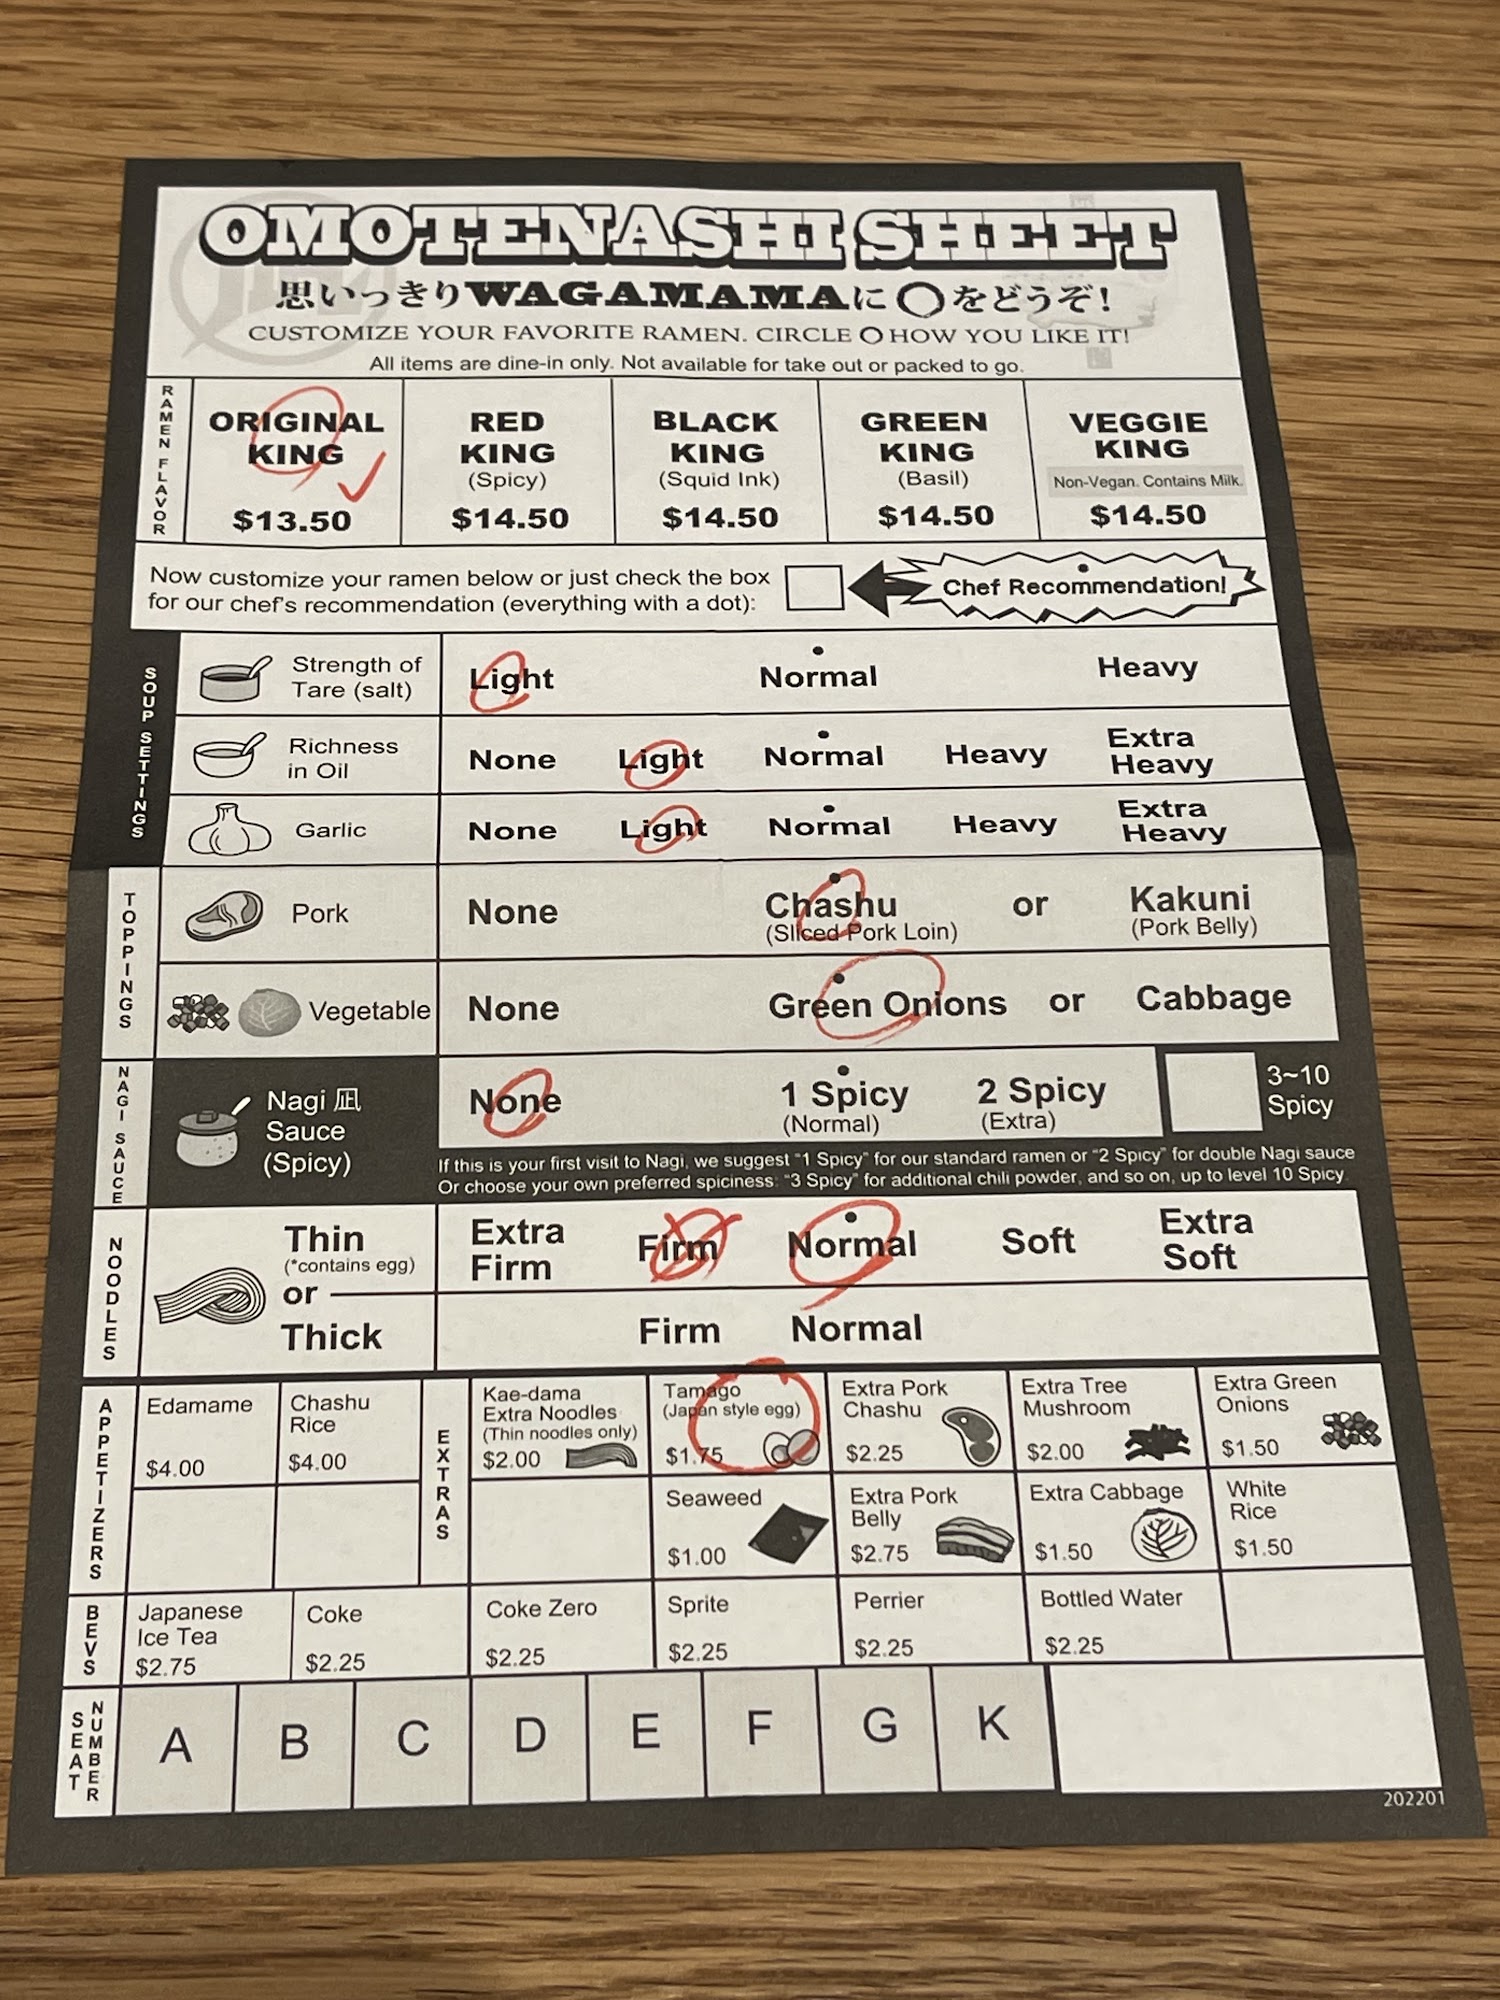 OMOTENASHI SHEET
思いっきりWAGAMAMAに〇をどうぞ!
CUSTOMIZE YOUR FAVORITE RAMEN. CIRCLE O HOW YOU LIKE IT!
All items are dine-in only. Not available for take out or packed to go.
RAMEN FLAVOR
ORIGINAL
KING
$13.50
RED
KING
(Spicy)
$14.50
BLACK
KING
(Squid Ink)
$14.50
GREEN
KING
(Basil)
$14.50
VEGGIE
KING
Non-Vegan. Contains Milk.
$14.50
Now customize your ramen below or just check the box
for our chef's recommendation (everything with a dot):
Chef Recommendation!
SOUP SETTINGS
Strength of
Tare (salt)
Light Normal Heavy
Richness
in Oil
None Light Normal Heavy Extra
Heavy
Garlic
None Light Normal Heavy Extra
Heavy
TOPPINGS
Pork
None Chashu or Kakuni
(Sliced Pork Loin) (Pork Belly)
Vegetable
None Green Onions or Cabbage
NAGI SAUCE
Nagi 凪
Sauce
(Spicy)
None 1 Spicy 2 Spicy
(Normal) (Extra)
3~10
Spicy
If this is your first visit to Nagi, we suggest "1 Spicy" for our standard ramen or "2 Spicy" for double Nagi sauce
Or choose your own preferred spiciness: "3 Spicy" for additional chili powder, and so on, up to level 10 Spicy.
NOODLES
Thin
(*contains egg)
or
Thick
Extra
Firm
Firm Normal Soft Extra
Soft
Firm Normal
APPETIZERS
Edamame
$4.00
Chashu
Rice
$4.00
EXTRAS
Kae-dama
Extra Noodles
(Thin noodles only)
$2.00
Tamago
(Japan style egg)
$1.75
Extra Pork
Chashu
$2.25
Extra Tree
Mushroom
$2.00
Extra Green
Onions
$1.50
Seaweed
$1.00
Extra Pork
Belly
$2.75
Extra Cabbage
$1.50
White
Rice
$1.50
BEVS
Japanese
Ice Tea
$2.75
Coke
$2.25
Coke Zero
$2.25
Sprite
$2.25
Perrier
$2.25
Bottled Water
$2.25
SEAT NUMBER
A B C D E F G K
202201